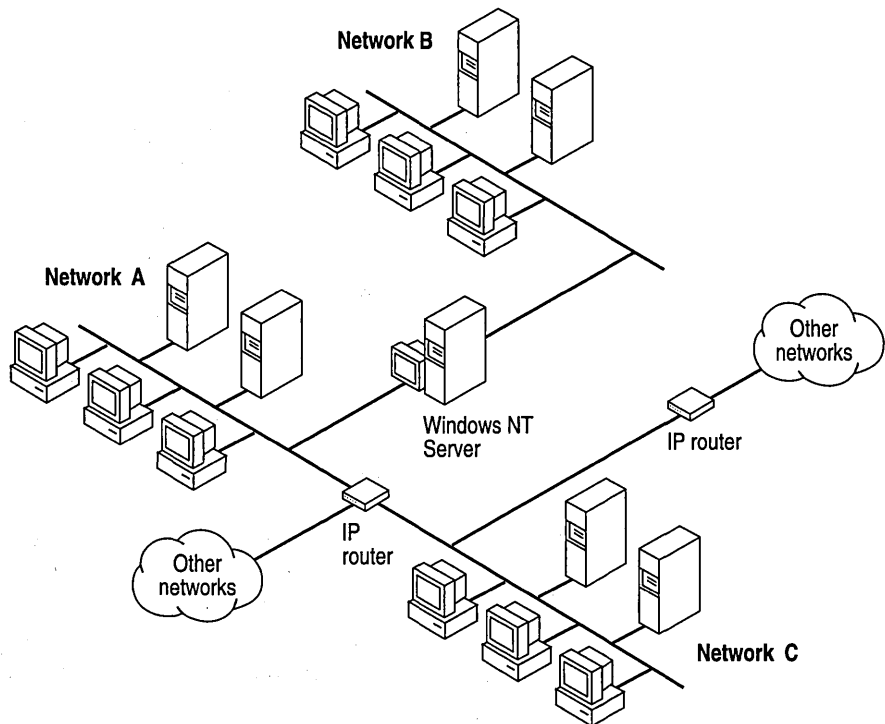 Network B
Network A
Other
networks
Windows NT
Server
IP router
IP
router
Other
networks
Network C